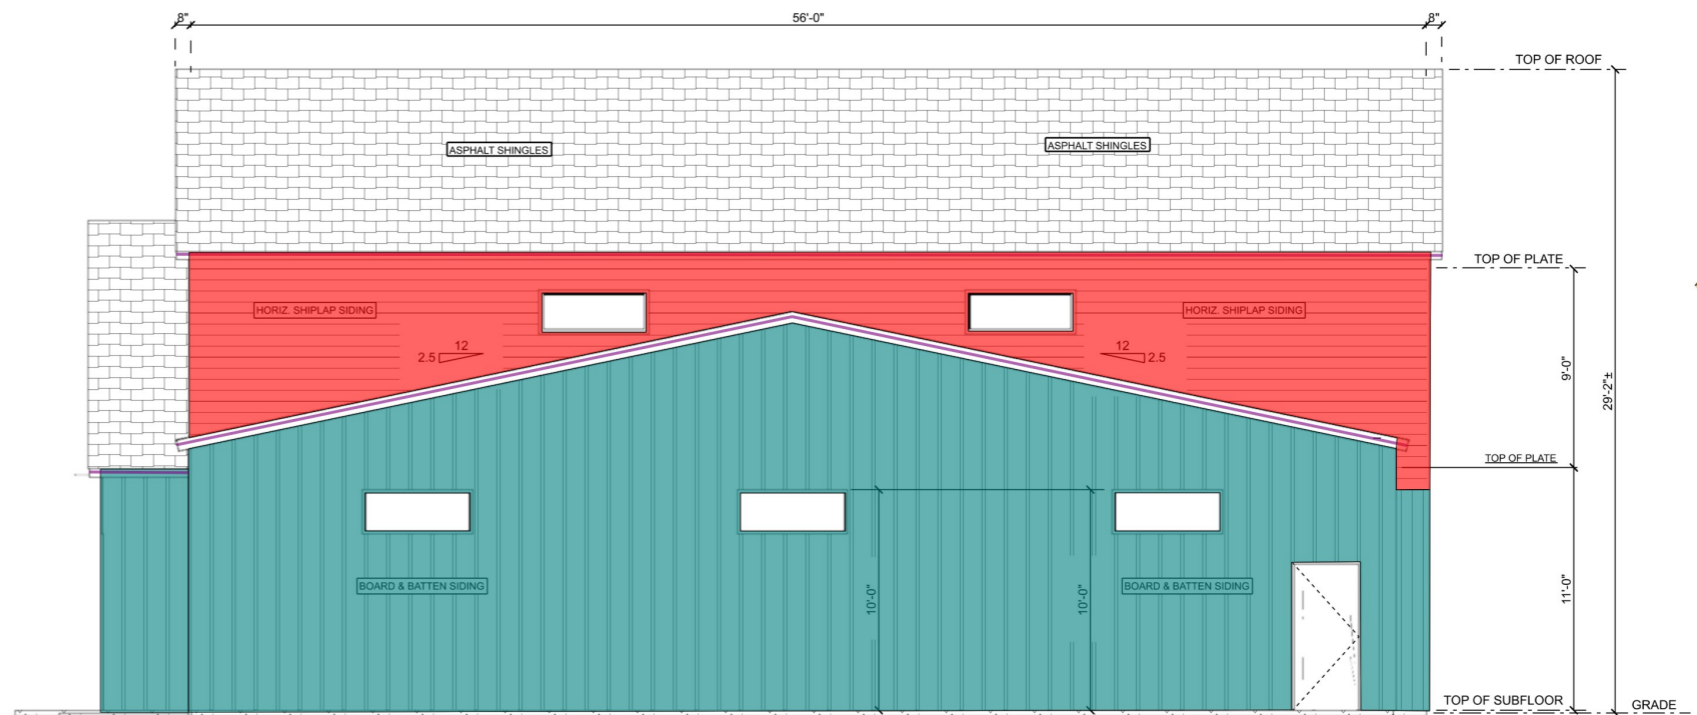 8" 56'-0" 8"
TOP OF ROOF
ASPHALT SHINGLES ASPHALT SHINGLES
TOP OF PLATE
HORIZ. SHIPLAP SIDING HORIZ. SHIPLAP SIDING
12 12
2.5 2.5
9'-0"
29'-2"±
TOP OF PLATE
BOARD & BATTEN SIDING BOARD & BATTEN SIDING
10'-0" 10'-0" 11'-0"
TOP OF SUBFLOOR
GRADE